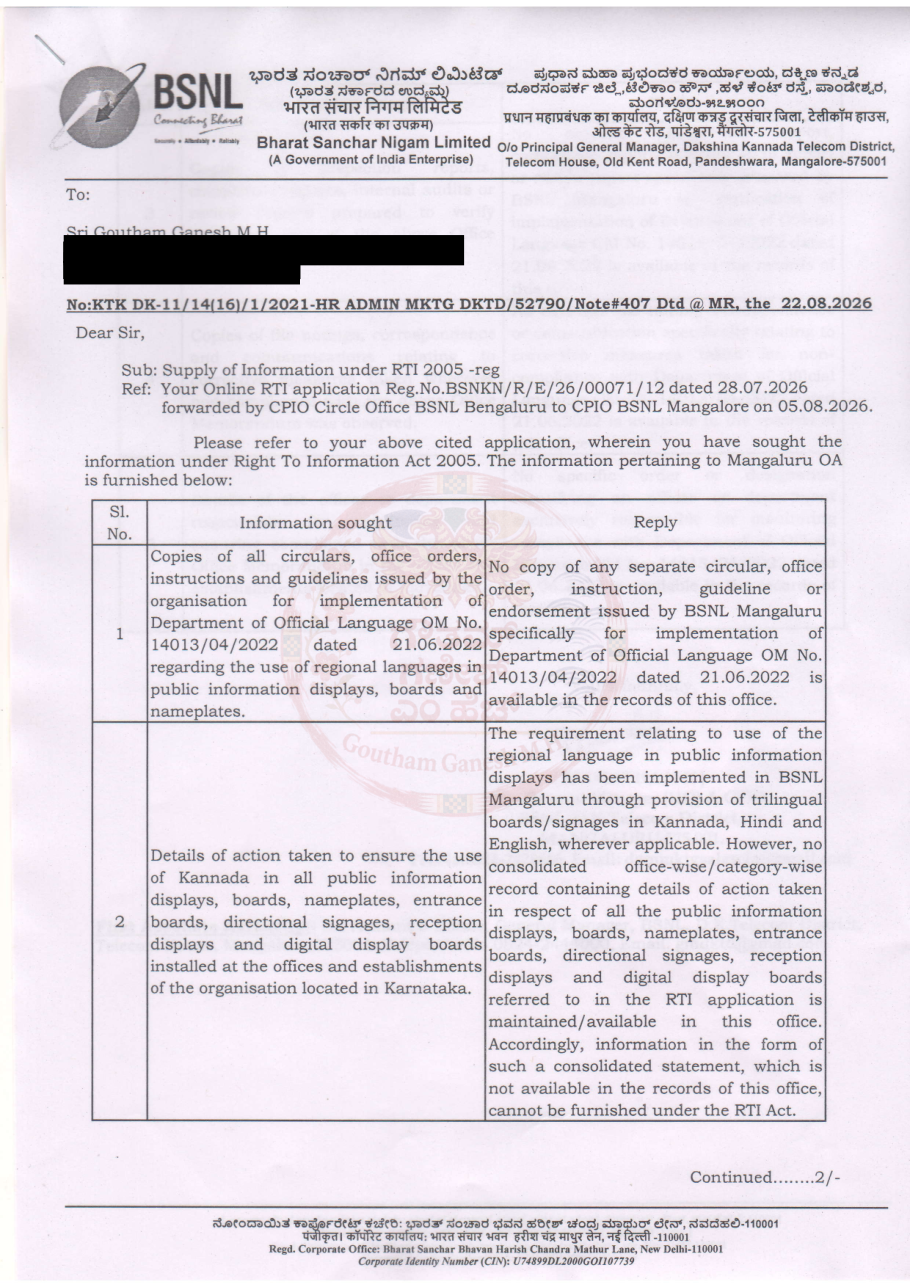 BSNL
Connecting Bharat
Securely • Affordably • Reliably
ಭಾರತ ಸಂಚಾರ್ ನಿಗಮ್ ಲಿಮಿಟೆಡ್
(ಭಾರತ ಸರ್ಕಾರದ ಉದ್ಯಮ)
भारत संचार निगम लिमिटेड
(भारत सर्कार का उपक्रम)
Bharat Sanchar Nigam Limited
(A Government of India Enterprise)
ಪ್ರಧಾನ ಮಹಾ ಪ್ರಭಂದಕರ ಕಾರ್ಯಾಲಯ, ದಕ್ಷಿಣ ಕನ್ನಡ
ದೂರಸಂಪರ್ಕ ಜಿಲ್ಲೆ,ಟೆಲಿಕಾಂ ಹೌಸ್ ,ಹಳೆ ಕೆಂಟ್ ರಸ್ತೆ, ಪಾಂಡೇಶ್ವರ,
ಮಂಗಳೂರು-೫೭೫೦೦೧
प्रधान महाप्रबंधक का कार्यालय, दक्षिण कन्नड़ दूरसंचार जिला, टेलीकॉम हाउस,
ओल्ड केंट रोड, पांडेश्वरा, मैंगलोर-575001
O/o Principal General Manager, Dakshina Kannada Telecom District,
Telecom House, Old Kent Road, Pandeshwara, Mangalore-575001
To:
Sri Goutham Ganesh M H
No:KTK DK-11/14(16)/1/2021-HR ADMIN MKTG DKTD/52790/Note#407 Dtd @ MR, the 22.08.2026
Dear Sir,
Sub: Supply of Information under RTI 2005 -reg
Ref: Your Online RTI application Reg.No.BSNKN/R/E/26/00071/12 dated 28.07.2026
forwarded by CPIO Circle Office BSNL Bengaluru to CPIO BSNL Mangalore on 05.08.2026.
Please refer to your above cited application, wherein you have sought the
information under Right To Information Act 2005. The information pertaining to Mangaluru OA
is furnished below:
Sl.
No.
Information sought
Reply
1
Copies of all circulars, office orders,
instructions and guidelines issued by the
organisation for implementation of
Department of Official Language OM No.
14013/04/2022 dated 21.06.2022
regarding the use of regional languages in
public information displays, boards and
nameplates.
No copy of any separate circular, office
order, instruction, guideline or
endorsement issued by BSNL Mangaluru
specifically for implementation of
Department of Official Language OM No.
14013/04/2022 dated 21.06.2022 is
available in the records of this office.
2
Details of action taken to ensure the use
of Kannada in all public information
displays, boards, nameplates, entrance
boards, directional signages, reception
displays and digital display boards
installed at the offices and establishments
of the organisation located in Karnataka.
The requirement relating to use of the
regional language in public information
displays has been implemented in BSNL
Mangaluru through provision of trilingual
boards/signages in Kannada, Hindi and
English, wherever applicable. However, no
consolidated office-wise/category-wise
record containing details of action taken
in respect of all the public information
displays, boards, nameplates, entrance
boards, directional signages, reception
displays and digital display boards
referred to in the RTI application is
maintained/available in this office.
Accordingly, information in the form of
such a consolidated statement, which is
not available in the records of this office,
cannot be furnished under the RTI Act.
ಗೌತಮ್
ಗಣೇಶ್
ಎಂ ಹೆಚ್
Goutham Ganesh M H
Continued........2/-
ನೋಂದಾಯಿತ ಕಾರ್ಪೊರೇಟ್ ಕಚೇರಿ: ಭಾರತ್ ಸಂಚಾರ ಭವನ ಹರೀಶ್ ಚಂದ್ರ ಮಾಥುರ್ ಲೇನ್, ನವದೆಹಲಿ-110001
पंजीकृत। कॉर्पोरेट कार्यालय: भारत संचार भवन हरीश चंद्र माथुर लेन, नई दिल्ली -110001
Regd. Corporate Office: Bharat Sanchar Bhavan Harish Chandra Mathur Lane, New Delhi-110001
Corporate Identity Number (CIN): U74899DL2000GOI107739